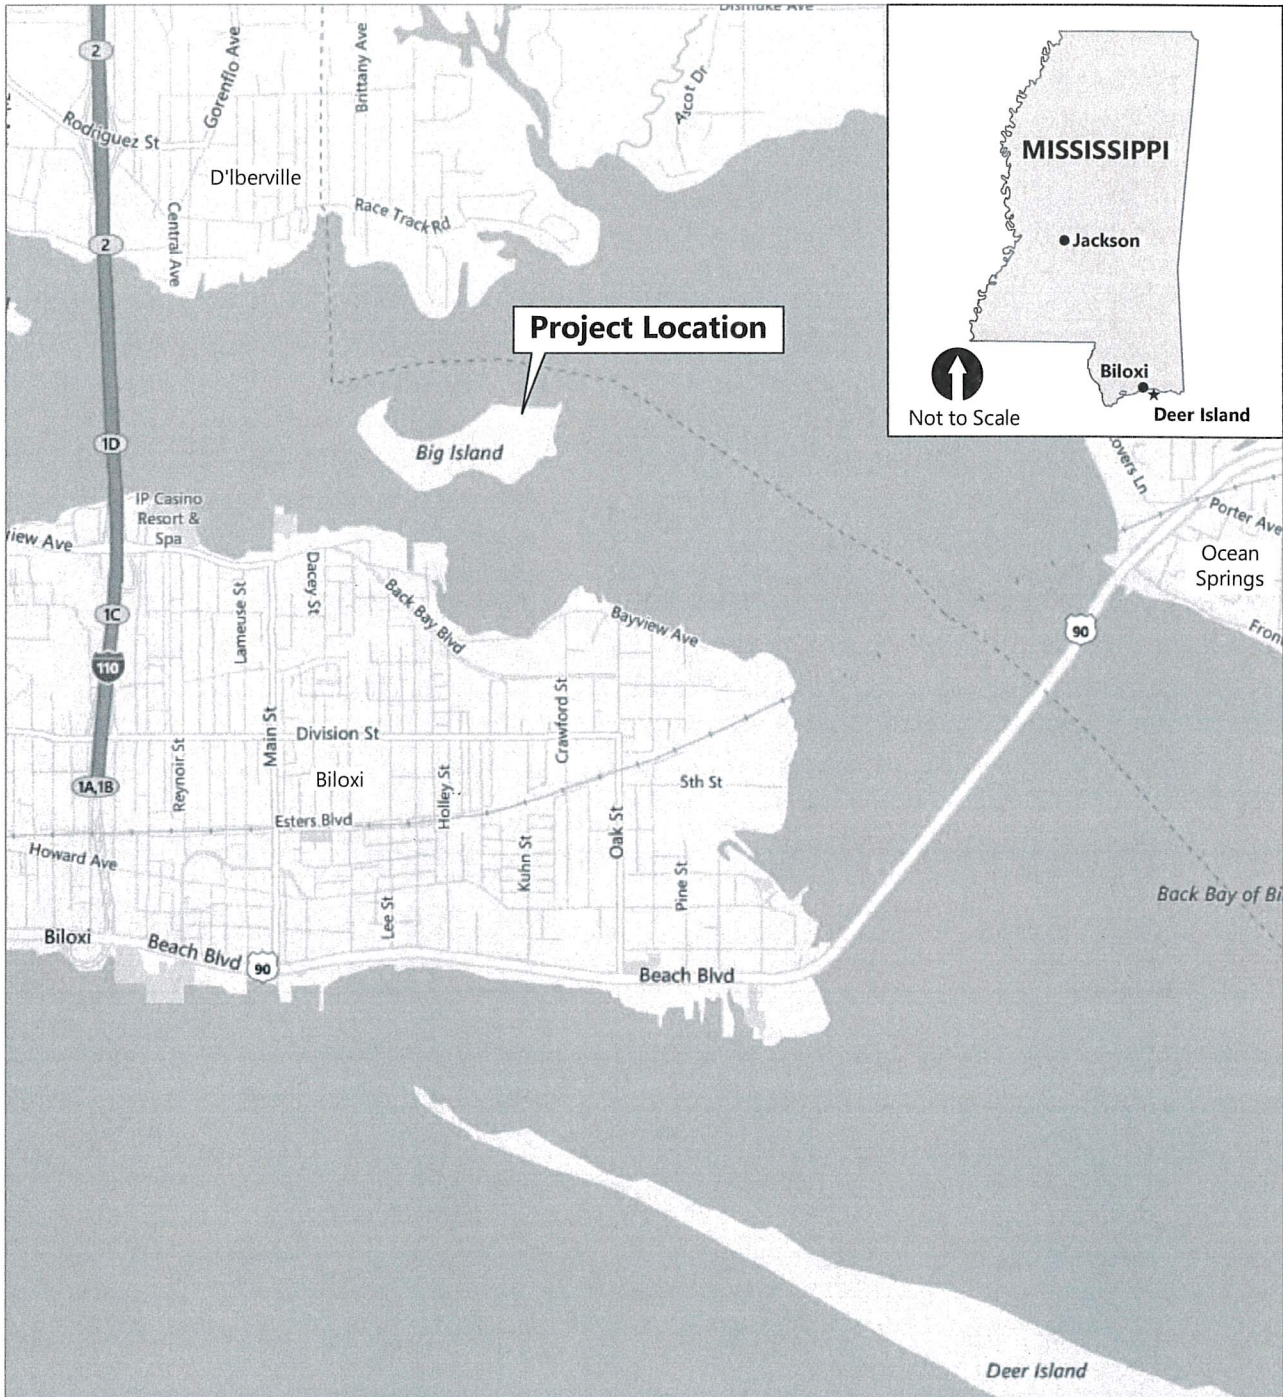 Dismuke Ave
2
Gorenflo Ave
Brittany Ave
Ascot Dr
Rodriguez St
D'Iberville
Race Track Rd
Central Ave
2
MISSISSIPPI
Jackson
Biloxi
Deer Island
Not to Scale
Project Location
Big Island
1D
IP Casino
Resort &
Spa
Lovers Ln
Porter Ave
Ocean
Springs
90
1C
110
Lameuse St
Dacey St
Back Bay Blvd
Bayview Ave
Main St
Division St
Crawford St
Reynoir St
Biloxi
Holley St
5th St
1A,1B
Esters Blvd
Howard Ave
Kuhn St
Oak St
Pine St
Lee St
Back Bay of Bi
Biloxi
Beach Blvd
90
Beach Blvd
Deer Island